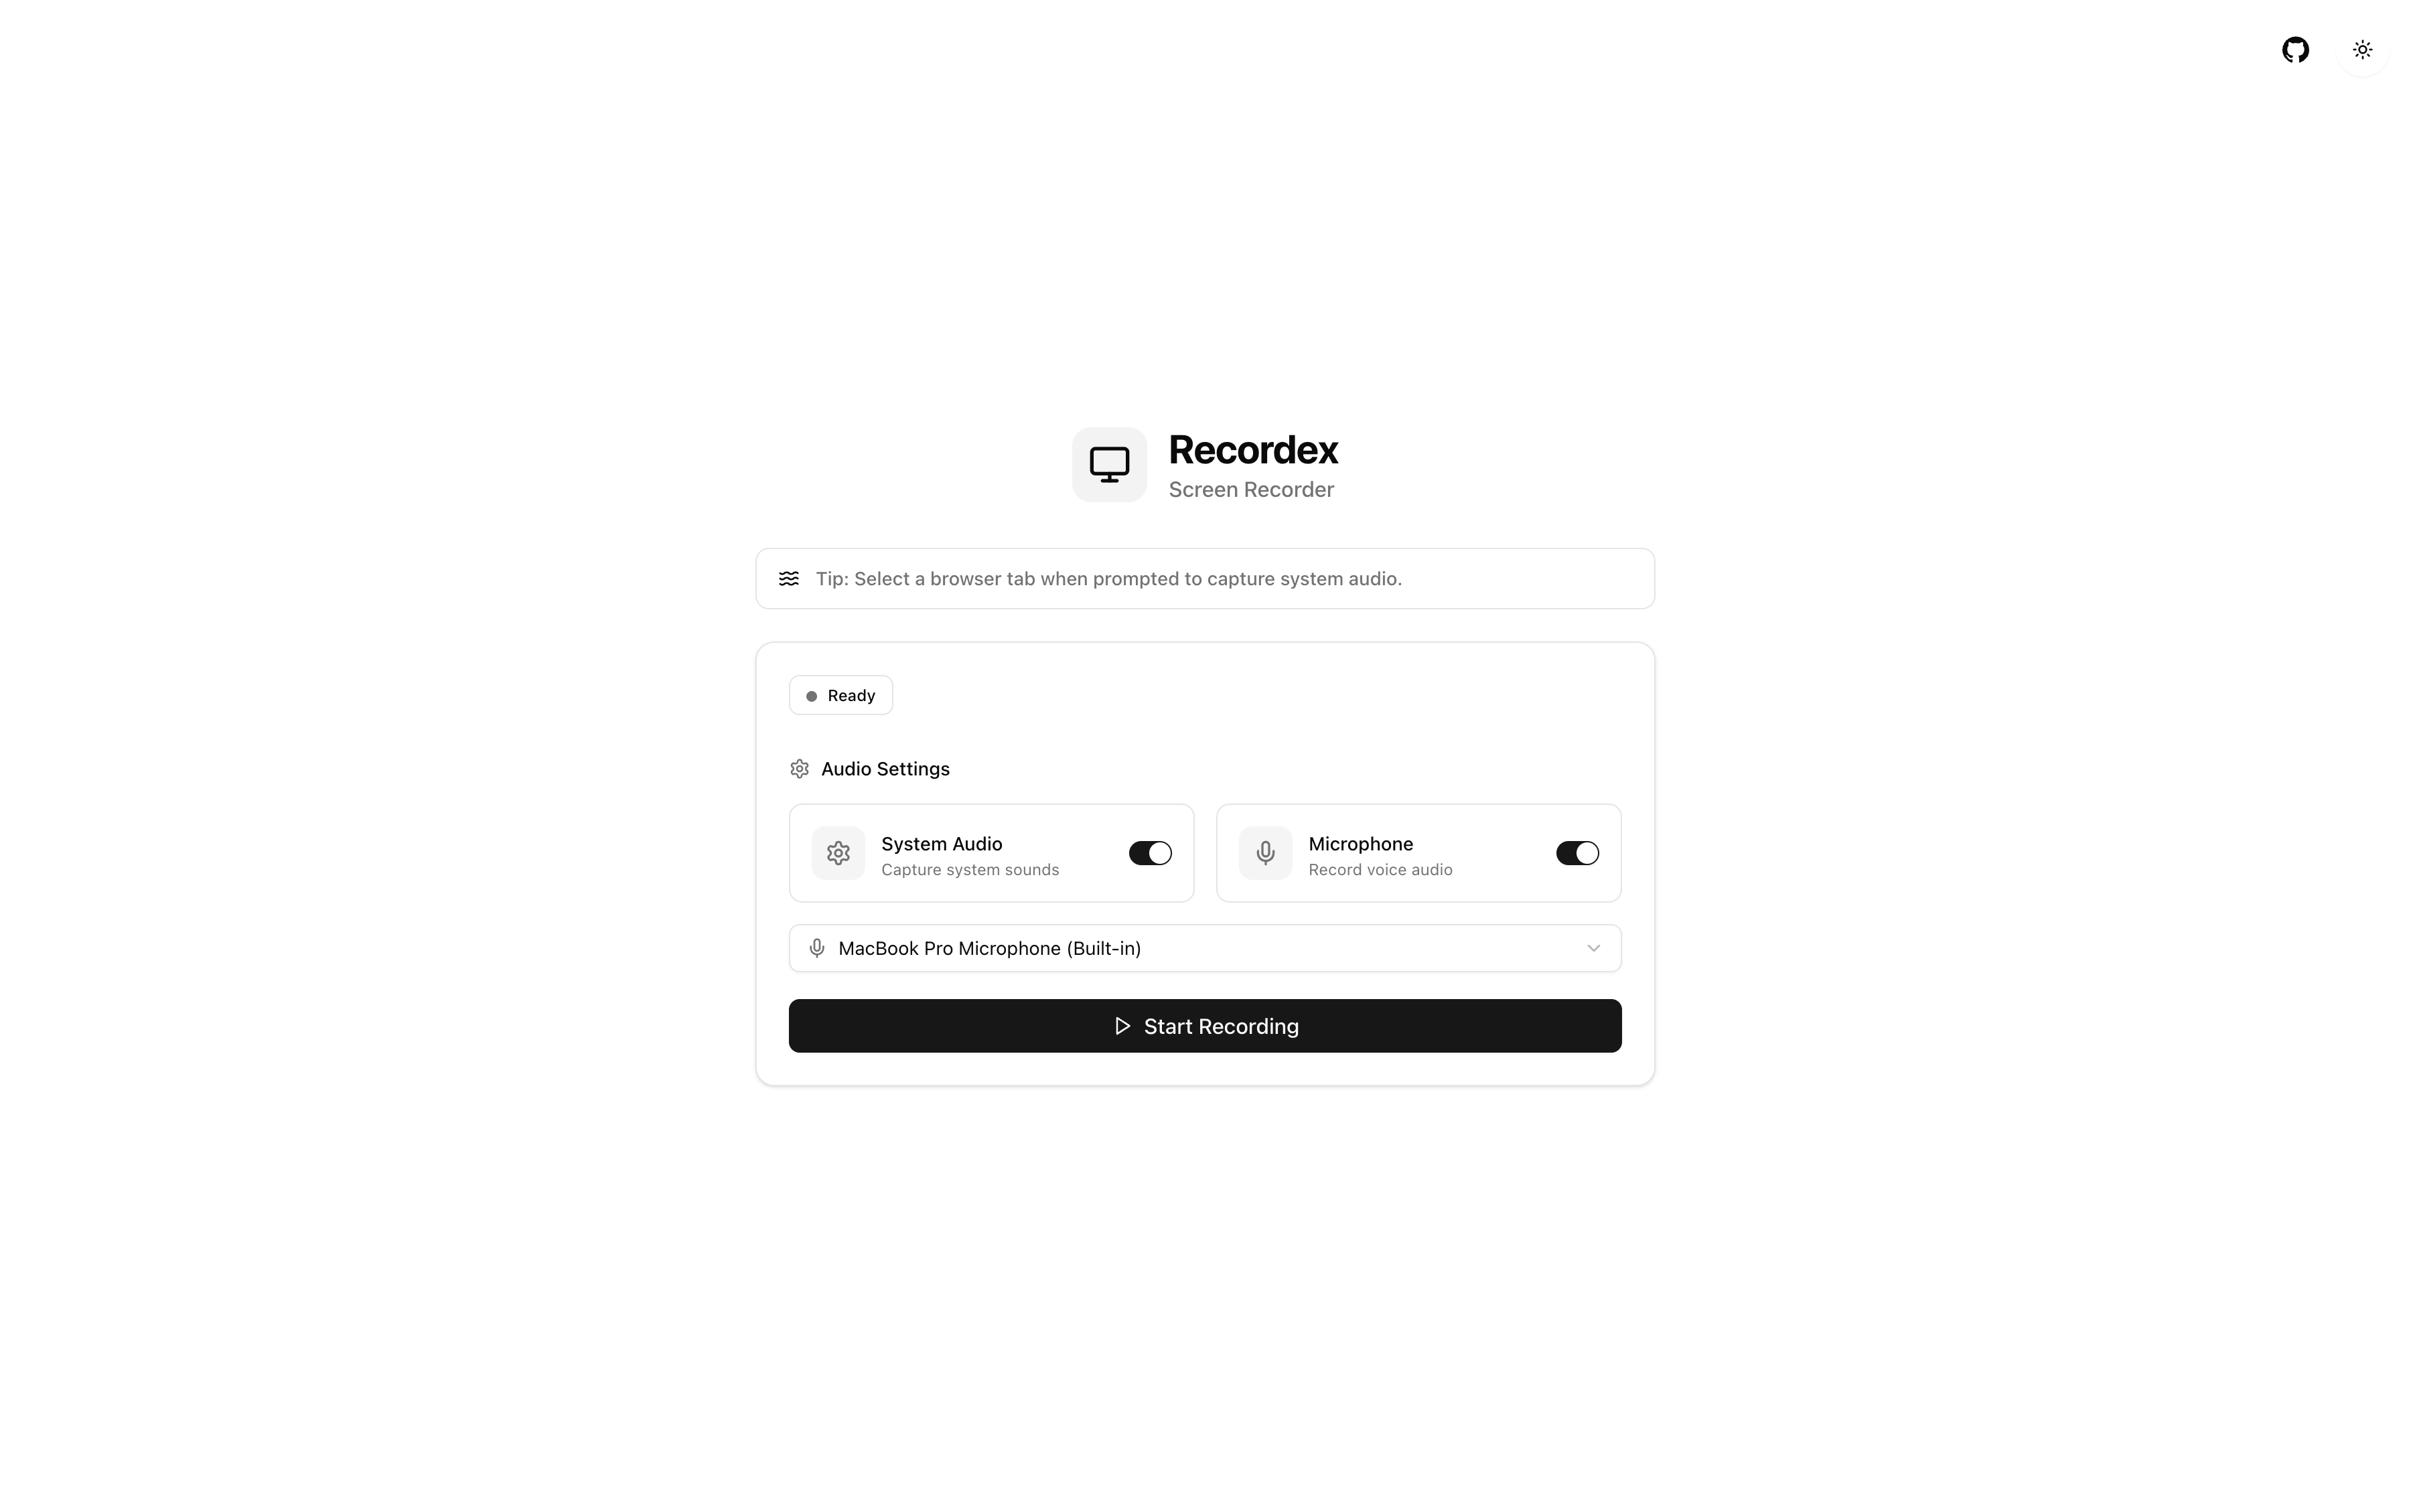 Recordex
Screen Recorder
Tip: Select a browser tab when prompted to capture system audio.
Ready
Audio Settings
System Audio
Capture system sounds
Microphone
Record voice audio
MacBook Pro Microphone (Built-in)
Start Recording